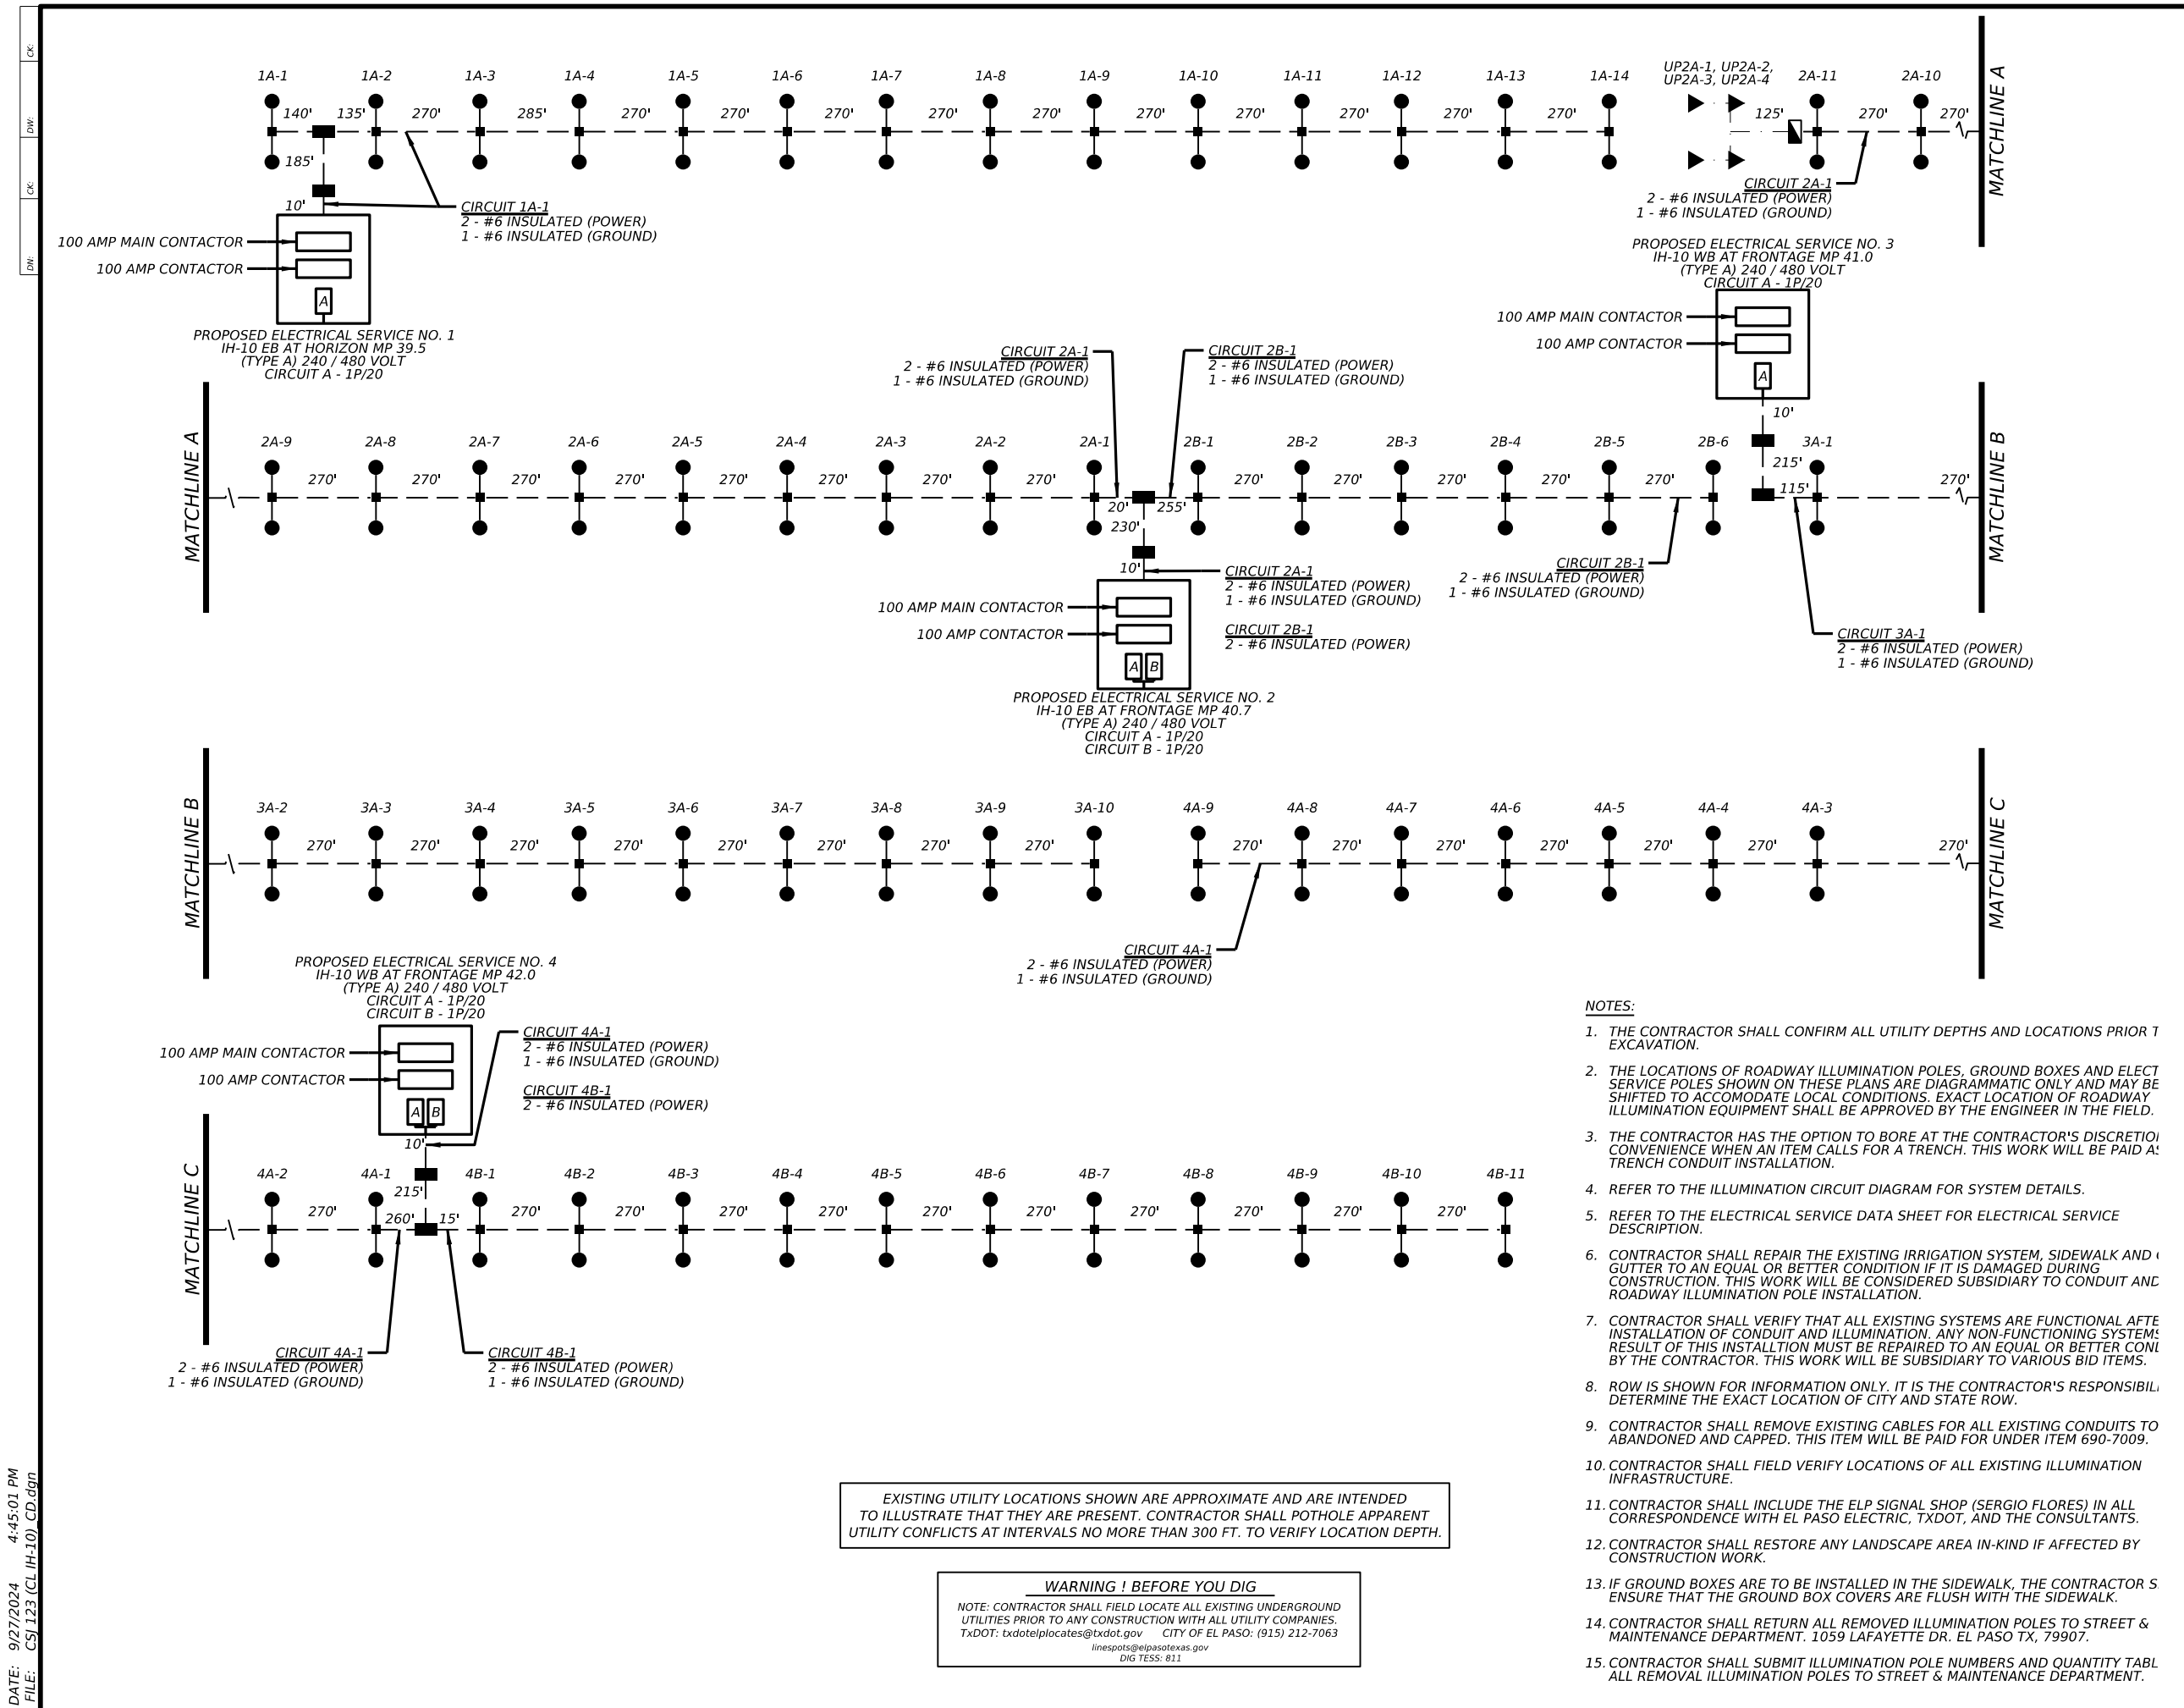 CK:
DW:
CK:
DN:
1A-1 1A-2 1A-3 1A-4 1A-5 1A-6 1A-7 1A-8 1A-9 1A-10 1A-11 1A-12 1A-13 1A-14
UP2A-1, UP2A-2,
UP2A-3, UP2A-4
2A-11 2A-10
140' 135' 270' 285' 270' 270' 270' 270' 270' 270' 270' 270' 270' 125' 270' 270'
MATCHLINE A
185'
10'
CIRCUIT 1A-1
2 - #6 INSULATED (POWER)
1 - #6 INSULATED (GROUND)
CIRCUIT 2A-1
2 - #6 INSULATED (POWER)
1 - #6 INSULATED (GROUND)
100 AMP MAIN CONTACTOR
100 AMP CONTACTOR
A
PROPOSED ELECTRICAL SERVICE NO. 1
IH-10 EB AT HORIZON MP 39.5
(TYPE A) 240 / 480 VOLT
CIRCUIT A - 1P/20
PROPOSED ELECTRICAL SERVICE NO. 3
IH-10 WB AT FRONTAGE MP 41.0
(TYPE A) 240 / 480 VOLT
CIRCUIT A - 1P/20
100 AMP MAIN CONTACTOR
100 AMP CONTACTOR
A
10'
CIRCUIT 2A-1
2 - #6 INSULATED (POWER)
1 - #6 INSULATED (GROUND)
CIRCUIT 2B-1
2 - #6 INSULATED (POWER)
1 - #6 INSULATED (GROUND)
MATCHLINE A
2A-9 2A-8 2A-7 2A-6 2A-5 2A-4 2A-3 2A-2 2A-1 2B-1 2B-2 2B-3 2B-4 2B-5 2B-6 3A-1
215'
270' 270' 270' 270' 270' 270' 270' 270' 270' 270' 270' 270' 270' 115' 270'
MATCHLINE B
20' 255'
230'
10'
CIRCUIT 2A-1
2 - #6 INSULATED (POWER)
1 - #6 INSULATED (GROUND)
CIRCUIT 2B-1
2 - #6 INSULATED (POWER)
CIRCUIT 2B-1
2 - #6 INSULATED (POWER)
1 - #6 INSULATED (GROUND)
CIRCUIT 3A-1
2 - #6 INSULATED (POWER)
1 - #6 INSULATED (GROUND)
100 AMP MAIN CONTACTOR
100 AMP CONTACTOR
A B
PROPOSED ELECTRICAL SERVICE NO. 2
IH-10 EB AT FRONTAGE MP 40.7
(TYPE A) 240 / 480 VOLT
CIRCUIT A - 1P/20
CIRCUIT B - 1P/20
MATCHLINE B
3A-2 3A-3 3A-4 3A-5 3A-6 3A-7 3A-8 3A-9 3A-10 4A-9 4A-8 4A-7 4A-6 4A-5 4A-4 4A-3
270' 270' 270' 270' 270' 270' 270' 270' 270' 270' 270' 270' 270' 270' 270'
MATCHLINE C
CIRCUIT 4A-1
2 - #6 INSULATED (POWER)
1 - #6 INSULATED (GROUND)
PROPOSED ELECTRICAL SERVICE NO. 4
IH-10 WB AT FRONTAGE MP 42.0
(TYPE A) 240 / 480 VOLT
CIRCUIT A - 1P/20
CIRCUIT B - 1P/20
100 AMP MAIN CONTACTOR
100 AMP CONTACTOR
A B
CIRCUIT 4A-1
2 - #6 INSULATED (POWER)
1 - #6 INSULATED (GROUND)
CIRCUIT 4B-1
2 - #6 INSULATED (POWER)
10'
MATCHLINE C
4A-2 4A-1 4B-1 4B-2 4B-3 4B-4 4B-5 4B-6 4B-7 4B-8 4B-9 4B-10 4B-11
215'
270' 260' 15' 270' 270' 270' 270' 270' 270' 270' 270' 270' 270'
CIRCUIT 4A-1
2 - #6 INSULATED (POWER)
1 - #6 INSULATED (GROUND)
CIRCUIT 4B-1
2 - #6 INSULATED (POWER)
1 - #6 INSULATED (GROUND)
NOTES:
1. THE CONTRACTOR SHALL CONFIRM ALL UTILITY DEPTHS AND LOCATIONS PRIOR
EXCAVATION.
2. THE LOCATIONS OF ROADWAY ILLUMINATION POLES, GROUND BOXES AND ELECT
SERVICE POLES SHOWN ON THESE PLANS ARE DIAGRAMMATIC ONLY AND MAY BE
SHIFTED TO ACCOMODATE LOCAL CONDITIONS. EXACT LOCATION OF ROADWAY
ILLUMINATION EQUIPMENT SHALL BE APPROVED BY THE ENGINEER IN THE FIELD.
3. THE CONTRACTOR HAS THE OPTION TO BORE AT THE CONTRACTOR'S DISCRETIO
CONVENIENCE WHEN AN ITEM CALLS FOR A TRENCH. THIS WORK WILL BE PAID AS
TRENCH CONDUIT INSTALLATION.
4. REFER TO THE ILLUMINATION CIRCUIT DIAGRAM FOR SYSTEM DETAILS.
5. REFER TO THE ELECTRICAL SERVICE DATA SHEET FOR ELECTRICAL SERVICE
DESCRIPTION.
6. CONTRACTOR SHALL REPAIR THE EXISTING IRRIGATION SYSTEM, SIDEWALK AND
GUTTER TO AN EQUAL OR BETTER CONDITION IF IT IS DAMAGED DURING
CONSTRUCTION. THIS WORK WILL BE CONSIDERED SUBSIDIARY TO CONDUIT AND
ROADWAY ILLUMINATION POLE INSTALLATION.
7. CONTRACTOR SHALL VERIFY THAT ALL EXISTING SYSTEMS ARE FUNCTIONAL AFTE
INSTALLATION OF CONDUIT AND ILLUMINATION. ANY NON-FUNCTIONING SYSTEMS
RESULT OF THIS INSTALLTION MUST BE REPAIRED TO AN EQUAL OR BETTER CON
BY THE CONTRACTOR. THIS WORK WILL BE SUBSIDIARY TO VARIOUS BID ITEMS.
8. ROW IS SHOWN FOR INFORMATION ONLY. IT IS THE CONTRACTOR'S RESPONSIBIL
DETERMINE THE EXACT LOCATION OF CITY AND STATE ROW.
9. CONTRACTOR SHALL REMOVE EXISTING CABLES FOR ALL EXISTING CONDUITS TO
ABANDONED AND CAPPED. THIS ITEM WILL BE PAID FOR UNDER ITEM 690-7009.
10. CONTRACTOR SHALL FIELD VERIFY LOCATIONS OF ALL EXISTING ILLUMINATION
INFRASTRUCTURE.
11. CONTRACTOR SHALL INCLUDE THE ELP SIGNAL SHOP (SERGIO FLORES) IN ALL
CORRESPONDENCE WITH EL PASO ELECTRIC, TXDOT, AND THE CONSULTANTS.
12. CONTRACTOR SHALL RESTORE ANY LANDSCAPE AREA IN-KIND IF AFFECTED BY
CONSTRUCTION WORK.
13. IF GROUND BOXES ARE TO BE INSTALLED IN THE SIDEWALK, THE CONTRACTOR S
ENSURE THAT THE GROUND BOX COVERS ARE FLUSH WITH THE SIDEWALK.
14. CONTRACTOR SHALL RETURN ALL REMOVED ILLUMINATION POLES TO STREET &
MAINTENANCE DEPARTMENT. 1059 LAFAYETTE DR. EL PASO TX, 79907.
15. CONTRACTOR SHALL SUBMIT ILLUMINATION POLE NUMBERS AND QUANTITY TABL
ALL REMOVAL ILLUMINATION POLES TO STREET & MAINTENANCE DEPARTMENT.
EXISTING UTILITY LOCATIONS SHOWN ARE APPROXIMATE AND ARE INTENDED
TO ILLUSTRATE THAT THEY ARE PRESENT. CONTRACTOR SHALL POTHOLE APPARENT
UTILITY CONFLICTS AT INTERVALS NO MORE THAN 300 FT. TO VERIFY LOCATION DEPTH.
WARNING ! BEFORE YOU DIG
NOTE: CONTRACTOR SHALL FIELD LOCATE ALL EXISTING UNDERGROUND
UTILITIES PRIOR TO ANY CONSTRUCTION WITH ALL UTILITY COMPANIES.
TxDOT: txdotelplocates@txdot.gov CITY OF EL PASO: (915) 212-7063
linespots@elpasotexas.gov
DIG TESS: 811
DATE: 9/27/2024 4:45:01 PM
FILE: CSJ 123 (CL IH-10)_CD.dgn